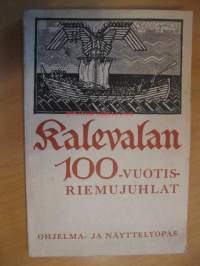 Kalevalan
100-VUOTIS-
RIEMUJUHLAT
OHJELMA- JA NÄYTTELYOPAS